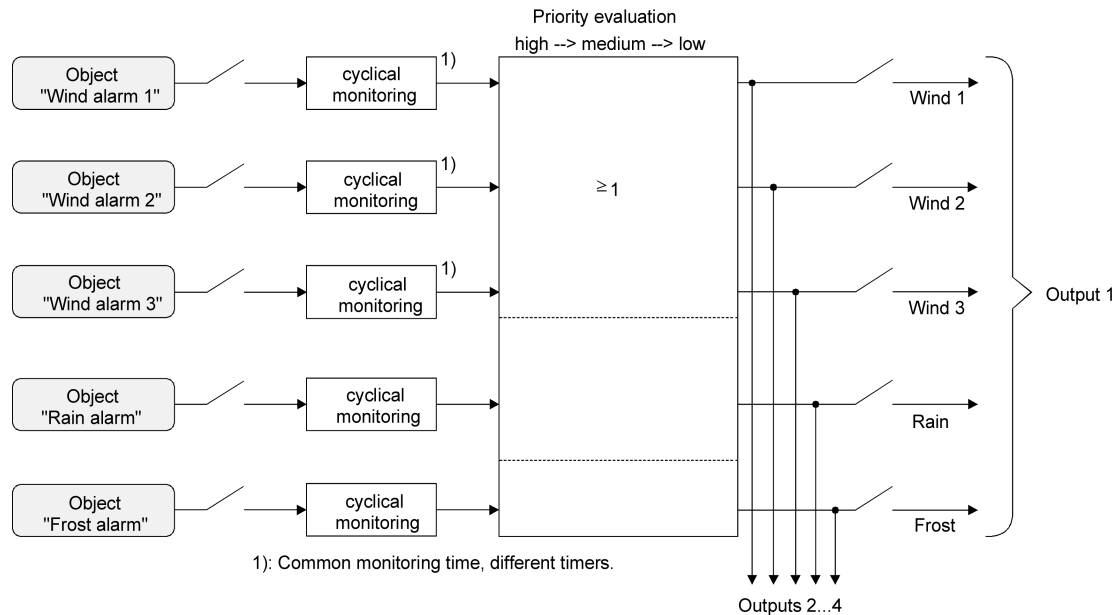 Priority evaluation
high --> medium --> low
Object
"Wind alarm 1"
cyclical
monitoring
1)
Wind 1
Object
"Wind alarm 2"
cyclical
monitoring
1)
≥1
Wind 2
Object
"Wind alarm 3"
cyclical
monitoring
1)
Wind 3
Output 1
Object
"Rain alarm"
cyclical
monitoring
Rain
Object
"Frost alarm"
cyclical
monitoring
Frost
1): Common monitoring time, different timers.
Outputs 2...4